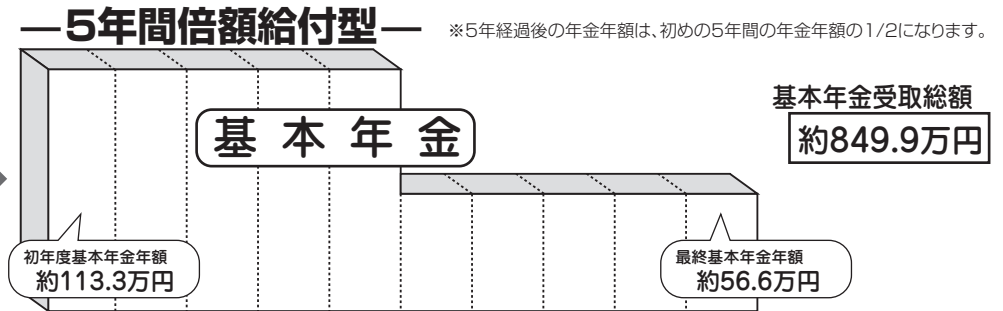 5年間倍額給付型
※5年経過後の年金年額は、初めの5年間の年金年額の1/2になります。
基本年金受取総額
約849.9万円
基本年金
初年度基本年金年額
約113.3万円
最終基本年金年額
約56.6万円